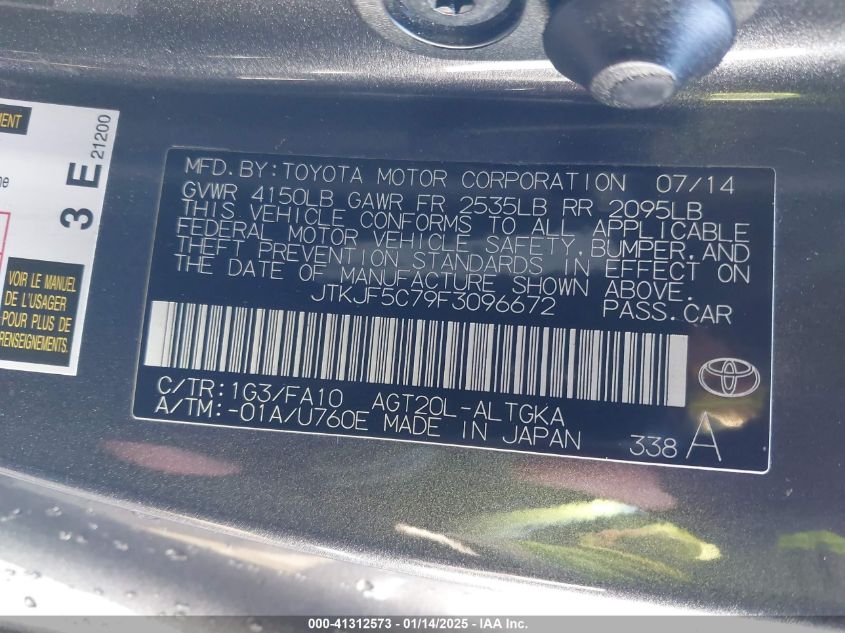 MENT
3 E 21200
ne
VOIR LE MANUEL
DE L'USAGER
POUR PLUS DE
RENSEIGNEMENTS.
MFD.BY:TOYOTA MOTOR CORPORATION 07/14
GVWR 4150LB GAWR FR 2535LB RR 2095LB
THIS VEHICLE CONFORMS TO ALL APPLICABLE
FEDERAL MOTOR VEHICLE SAFETY,BUMPER,AND
THEFT PREVENTION STANDARDS IN EFFECT ON
THE DATE OF MANUFACTURE SHOWN ABOVE.
JTKJF5C79F3096672 PASS.CAR
TOYOTA
C/TR:1G3/FA10 AGT20L-ALTGKA
A/TM:-01A/U760E MADE IN JAPAN 338 A
000-41312573 — 01/14/2025 — IAA Inc.